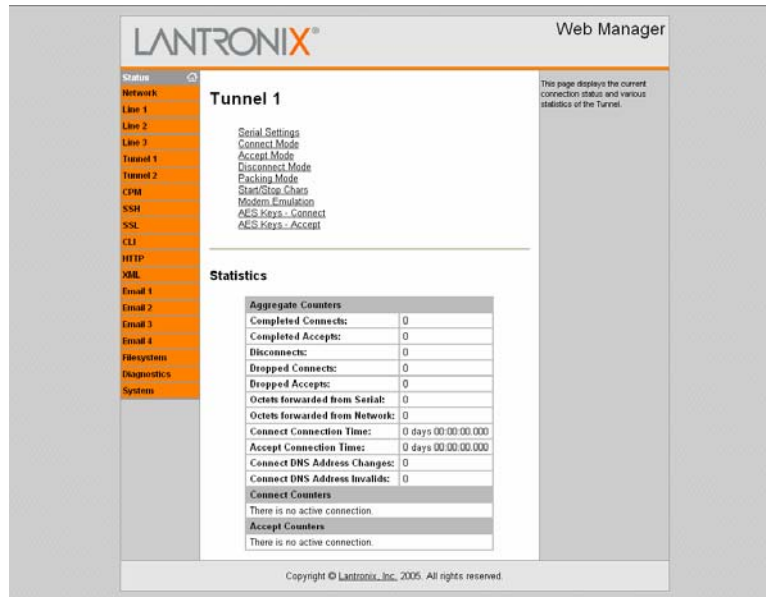 LANTRONIX®
Web Manager
Status
Network
Line 1
Line 2
Line 3
Tunnel 1
Tunnel 2
CPM
SSH
SSL
CLI
HTTP
XML
Email 1
Email 2
Email 3
Email 4
Filesystem
Diagnostics
System
Tunnel 1
Serial Settings
Connect Mode
Accept Mode
Disconnect Mode
Packing Mode
Start/Stop Chars
Modem Emulation
AES Keys - Connect
AES Keys - Accept
Statistics
Aggregate Counters
Completed Connects: 0
Completed Accepts: 0
Disconnects: 0
Dropped Connects: 0
Dropped Accepts: 0
Octets forwarded from Serial: 0
Octets forwarded from Network: 0
Connect Connection Time: 0 days 00:00:00.000
Accept Connection Time: 0 days 00:00:00.000
Connect DNS Address Changes: 0
Connect DNS Address Invalids: 0
Connect Counters
There is no active connection.
Accept Counters
There is no active connection.
This page displays the current
connection status and various
statistics of the Tunnel.
Copyright © Lantronix, Inc. 2005. All rights reserved.